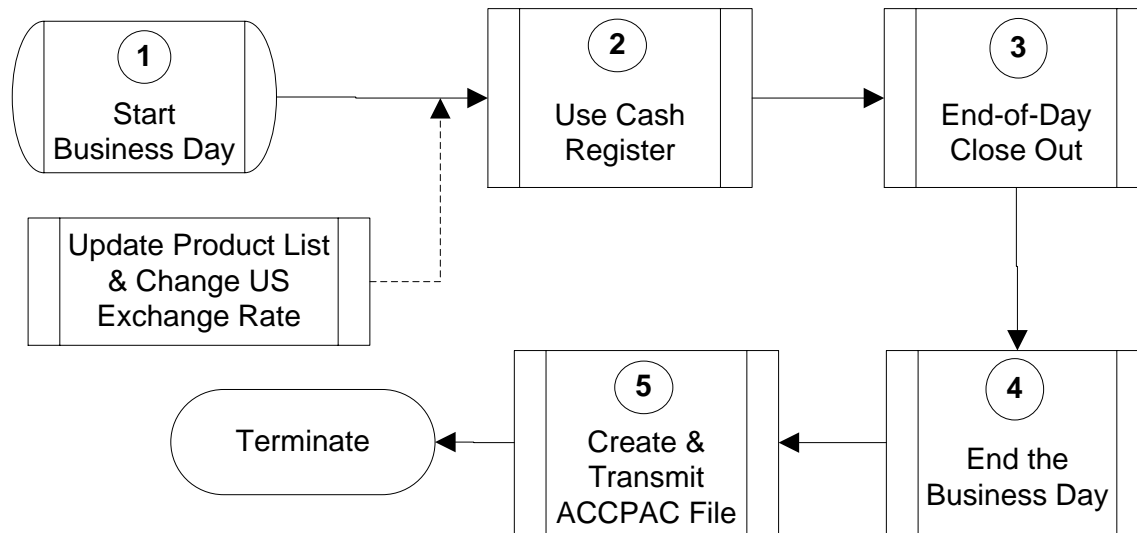 1
Start
Business Day
2
Use Cash
Register
3
End-of-Day
Close Out
Update Product List
& Change US
Exchange Rate
4
End the
Business Day
5
Create &
Transmit
ACCPAC File
Terminate